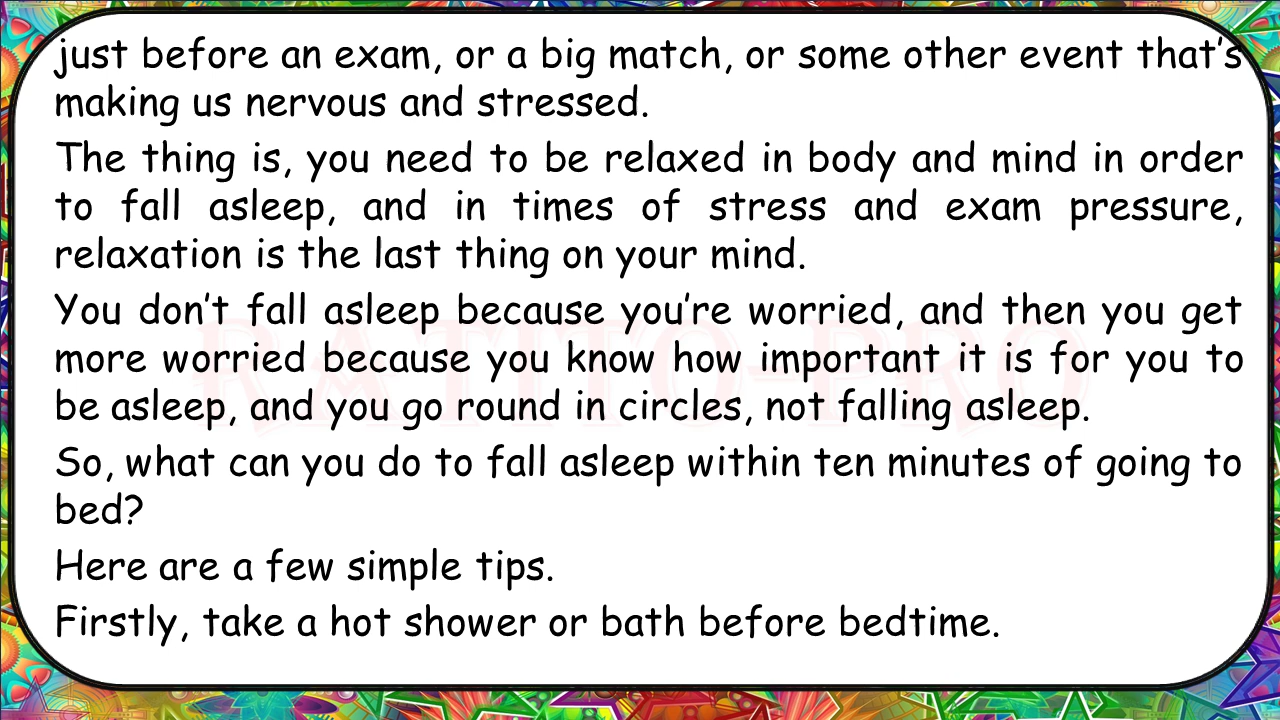 just before an exam, or a big match, or some other event that’s
making us nervous and stressed.
The thing is, you need to be relaxed in body and mind in order
to fall asleep, and in times of stress and exam pressure,
relaxation is the last thing on your mind.
You don’t fall asleep because you’re worried, and then you get
more worried because you know how important it is for you to
be asleep, and you go round in circles, not falling asleep.
So, what can you do to fall asleep within ten minutes of going to
bed?
Here are a few simple tips.
Firstly, take a hot shower or bath before bedtime.
RATITO-PRO